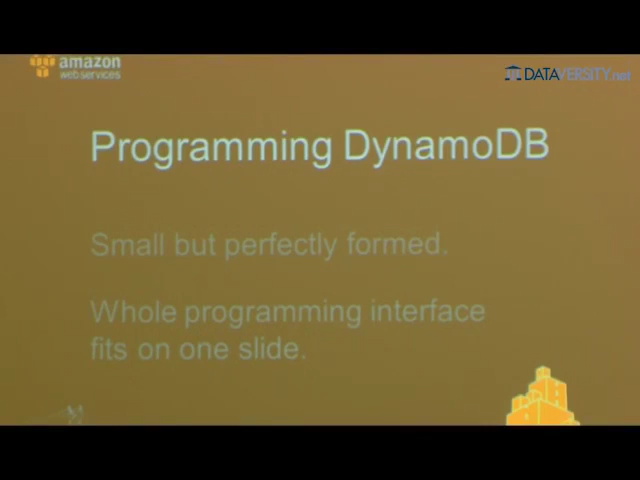 amazon
webservices
DATAVERSITY.net
Programming DynamoDB
Small but perfectly formed.
Whole programming interface
fits on one slide.